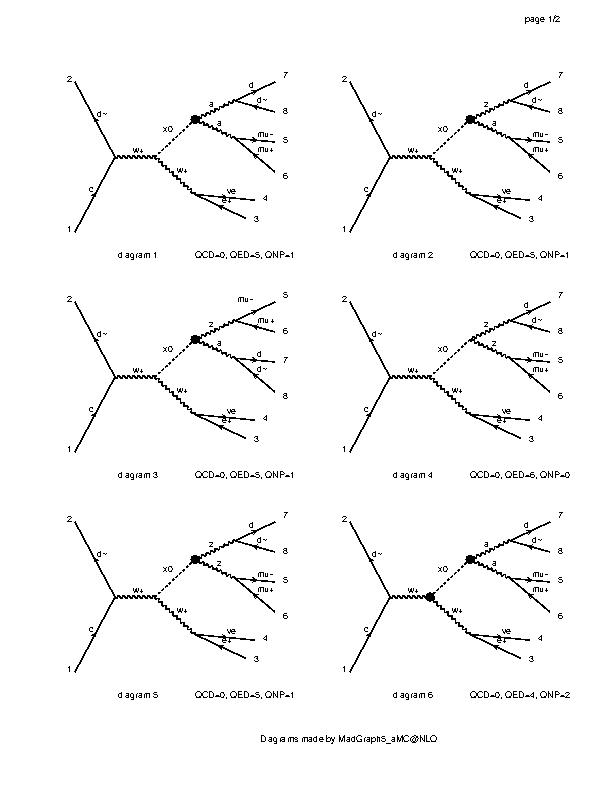 page 1/2
2
d~
c
1
w+
x0
w+
a
a
d
d~
mu-
mu+
ve
e+
7
8
5
6
4
3
diagram 1 QCD=0, QED=5, QNP=1
2
d~
c
1
w+
x0
w+
z
a
d
d~
mu-
mu+
ve
e+
7
8
5
6
4
3
diagram 2 QCD=0, QED=5, QNP=1
2
d~
c
1
w+
x0
w+
z
a
mu-
mu+
d
d~
ve
e+
5
6
7
8
4
3
diagram 3 QCD=0, QED=5, QNP=1
2
d~
c
1
w+
x0
w+
z
z
d
d~
mu-
mu+
ve
e+
7
8
5
6
4
3
diagram 4 QCD=0, QED=6, QNP=0
2
d~
c
1
w+
x0
w+
z
z
d
d~
mu-
mu+
ve
e+
7
8
5
6
4
3
diagram 5 QCD=0, QED=5, QNP=1
2
d~
c
1
w+
x0
w+
a
a
d
d~
mu-
mu+
ve
e+
7
8
5
6
4
3
diagram 6 QCD=0, QED=4, QNP=2
Diagrams made by MadGraph5_aMC@NLO